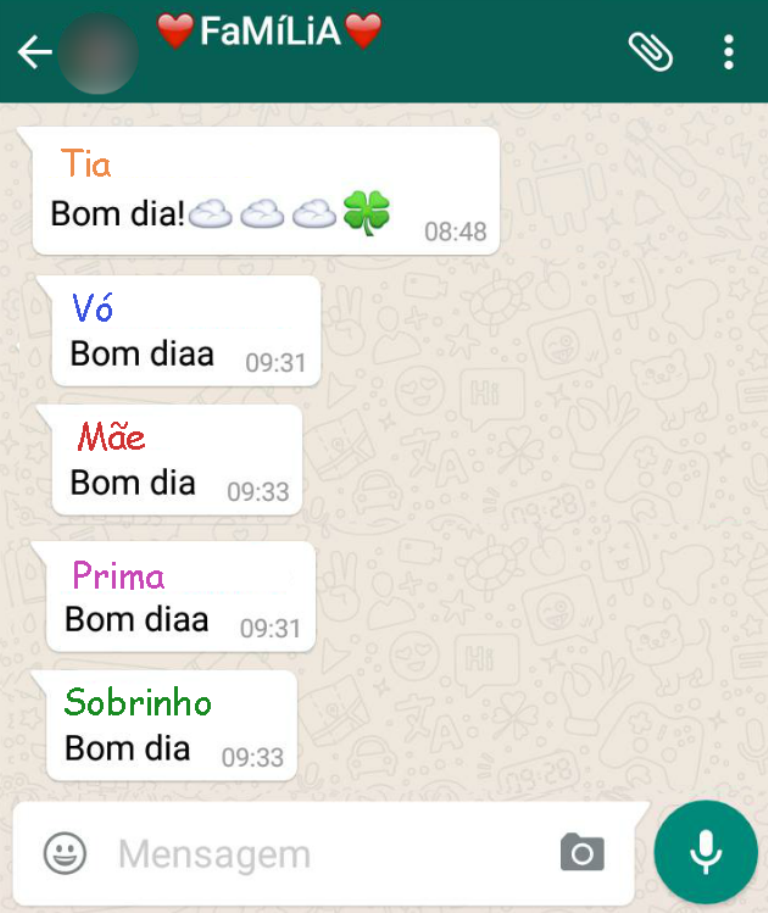 ❤️FaMíLiA❤️
Tia
Bom dia!☁️☁️☁️🍀
08:48
Vó
Bom diaa
09:31
Mãe
Bom dia
09:33
Prima
Bom diaa
09:31
Sobrinho
Bom dia
09:33
Mensagem